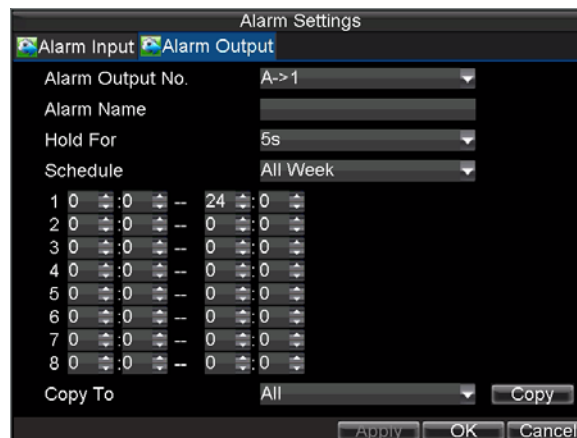 Alarm Settings
Alarm Input Alarm Output
Alarm Output No. A->1
Alarm Name
Hold For 5s
Schedule All Week
1 0 :0 -- 24 :0
2 0 :0 -- 0 :0
3 0 :0 -- 0 :0
4 0 :0 -- 0 :0
5 0 :0 -- 0 :0
6 0 :0 -- 0 :0
7 0 :0 -- 0 :0
8 0 :0 -- 0 :0
Copy To All Copy
Apply OK Cancel